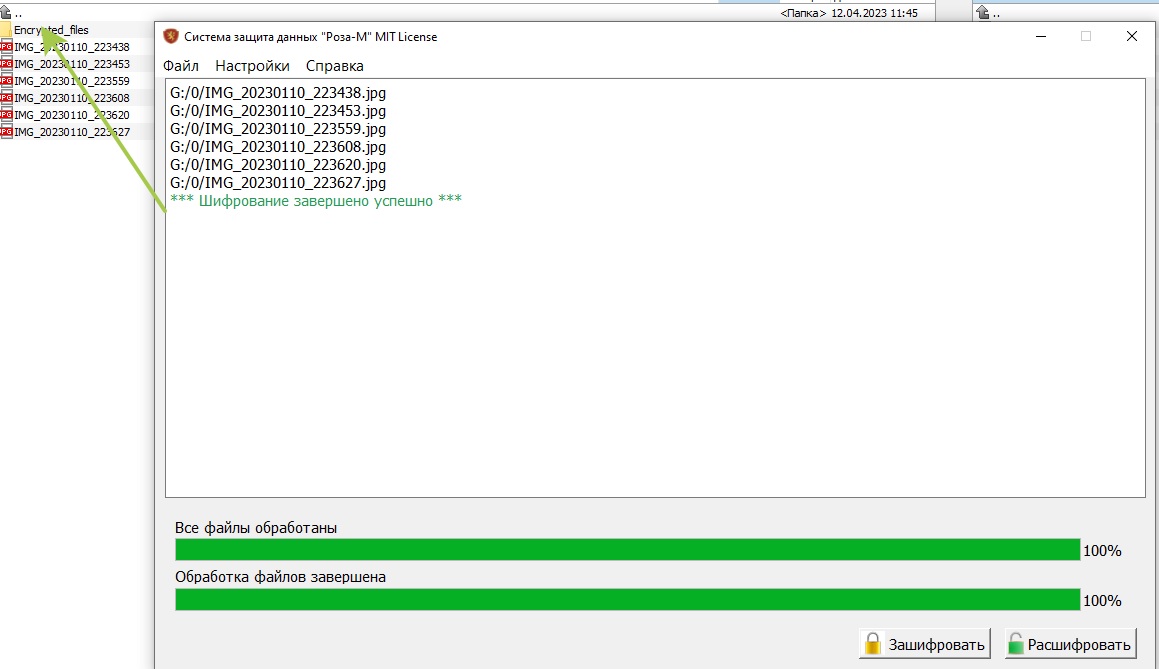 ..
<Папка> 12.04.2023 11:45
..
Encrypted_files
IMG_20230110_223438
IMG_20230110_223453
IMG_20230110_223559
IMG_20230110_223608
IMG_20230110_223620
IMG_20230110_223627
Система защита данных "Роза-М" MIT License
Файл Настройки Справка
G:/0/IMG_20230110_223438.jpg
G:/0/IMG_20230110_223453.jpg
G:/0/IMG_20230110_223559.jpg
G:/0/IMG_20230110_223608.jpg
G:/0/IMG_20230110_223620.jpg
G:/0/IMG_20230110_223627.jpg
*** Шифрование завершено успешно ***
Все файлы обработаны
100%
Обработка файлов завершена
100%
Зашифровать Расшифровать